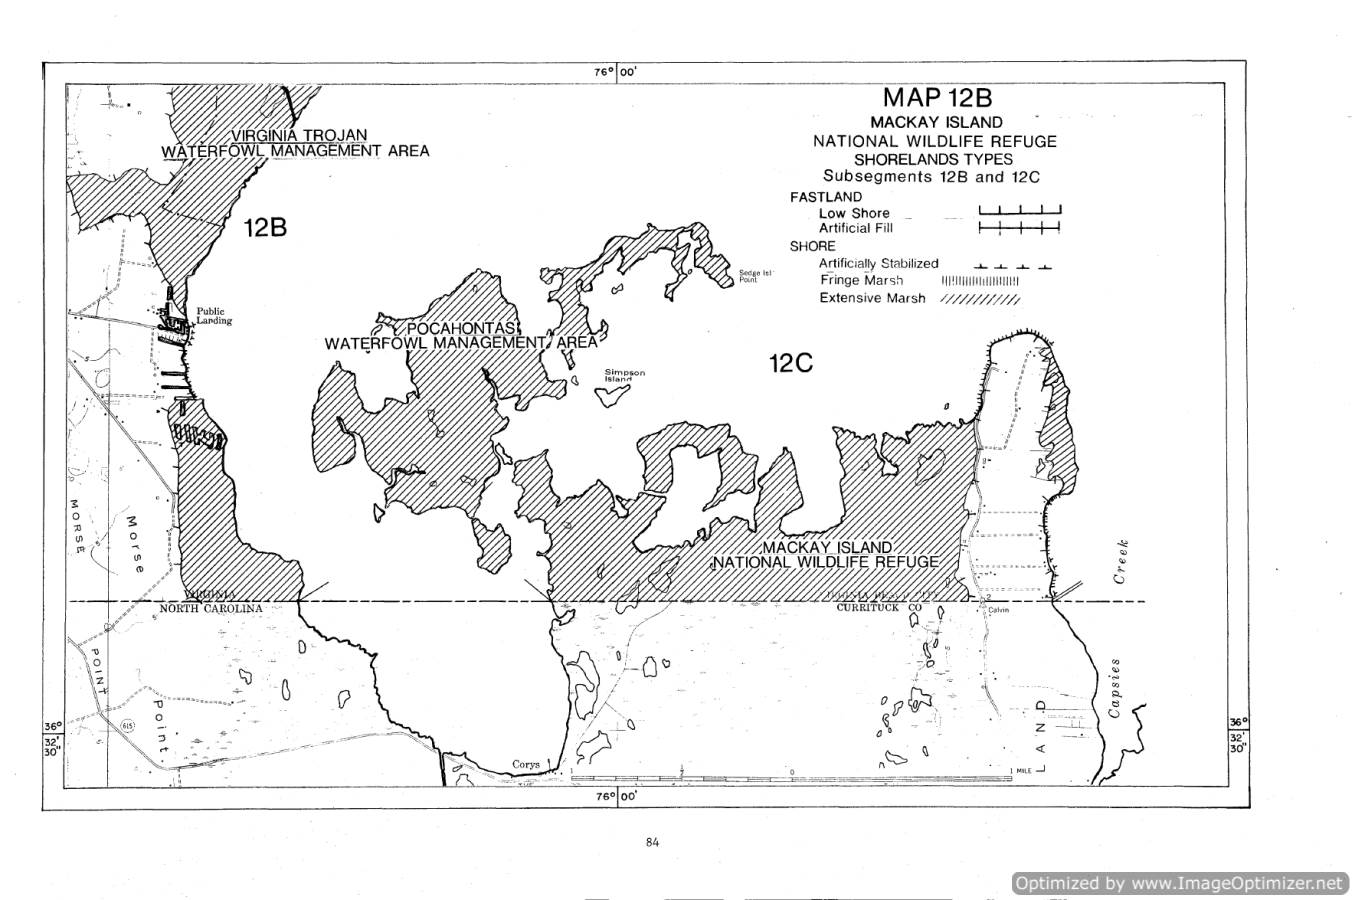 76° 00'
MAP 12B
MACKAY ISLAND
NATIONAL WILDLIFE REFUGE
SHORELANDS TYPES
Subsegments 12B and 12C
FASTLAND
Low Shore
Artificial Fill
SHORE
Artificially Stabilized
Fringe Marsh
Extensive Marsh
VIRGINIA TROJAN
WATERFOWL MANAGEMENT AREA
12B
Sedge Isl
Point
Public
Landing
POCAHONTAS
WATERFOWL MANAGEMENT AREA
12C
Simpson
Island
MORSE
Morse
MACKAY ISLAND
NATIONAL WILDLIFE REFUGE
Creek
VIRGINIA
NORTH CAROLINA
CURRITUCK CO
Calvin
POINT
Point
Capsies
LAND
615
36°
32'
30"
36°
32'
30"
Corys
1
0
1 MILE
76° 00'
84
Optimized by www.ImageOptimizer.net